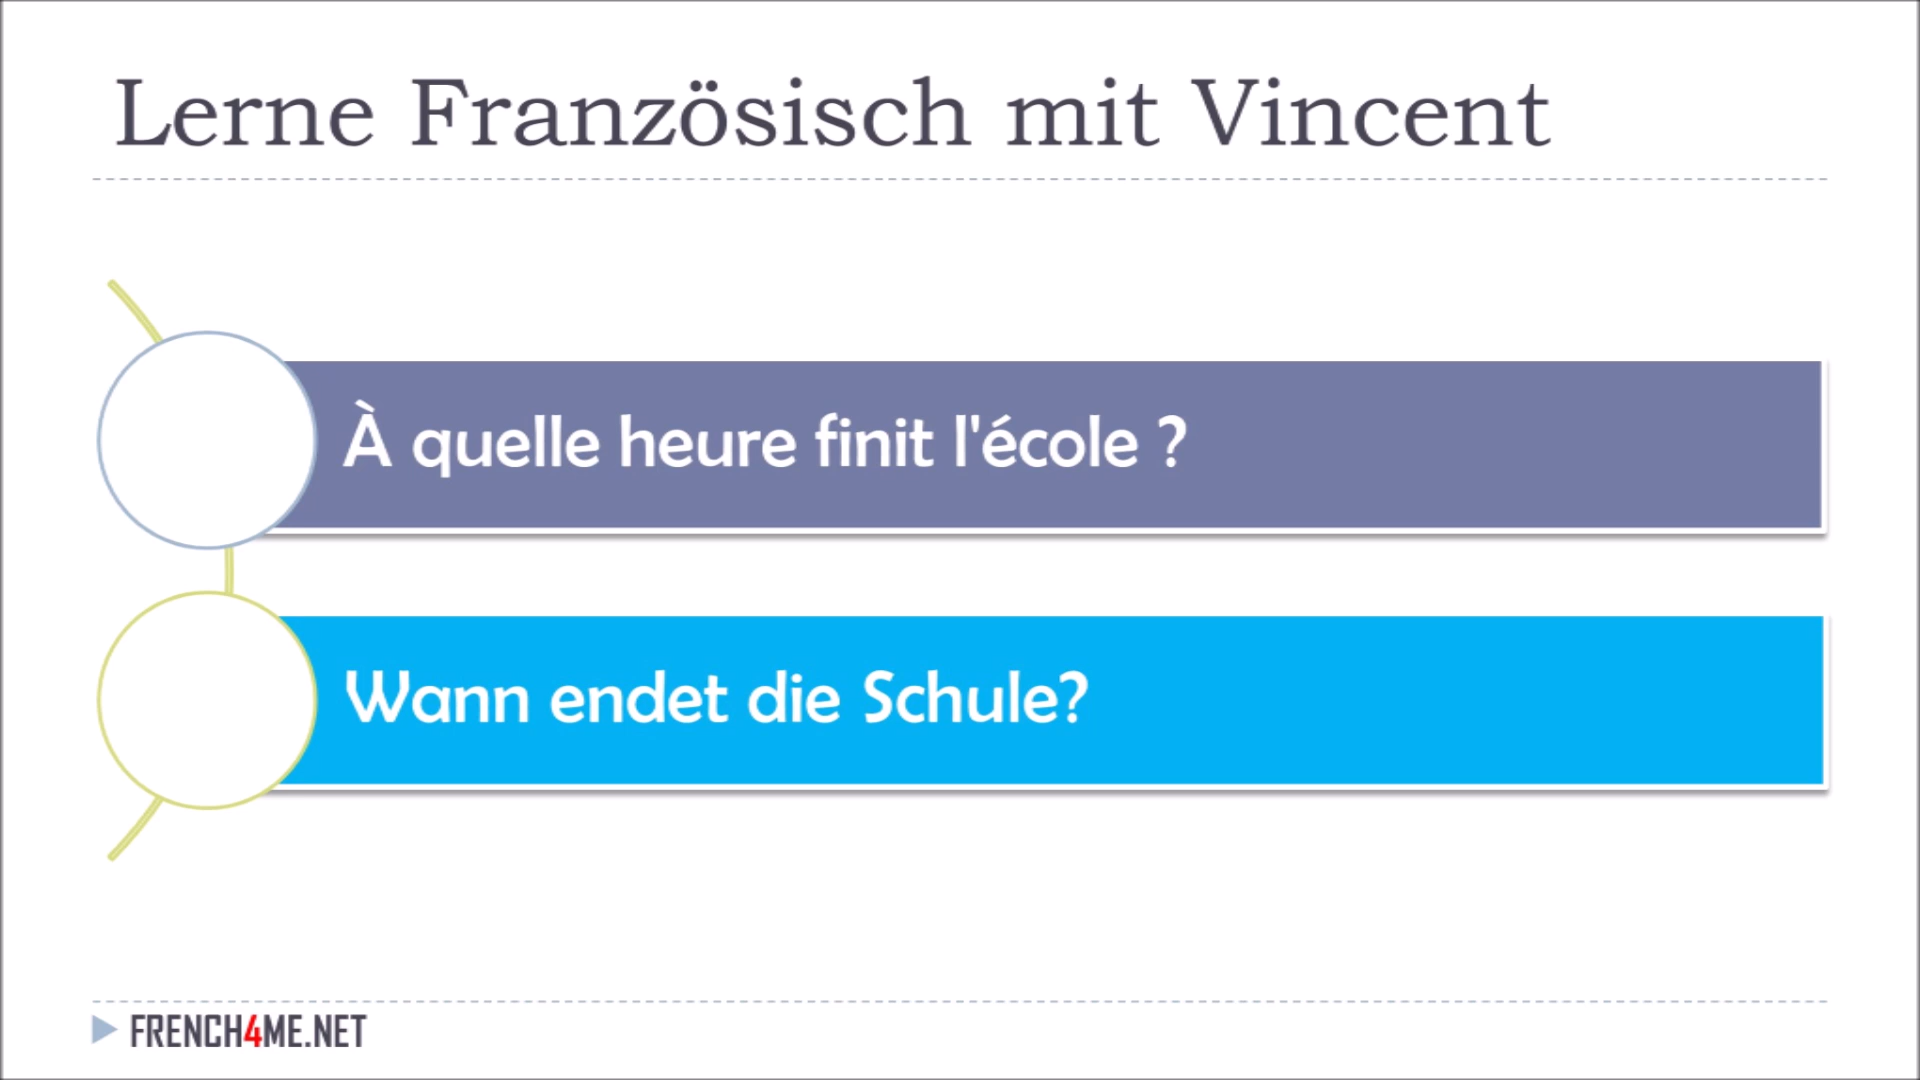 Lerne Französisch mit Vincent
À quelle heure finit l'école ?
Wann endet die Schule?
FRENCH4ME.NET